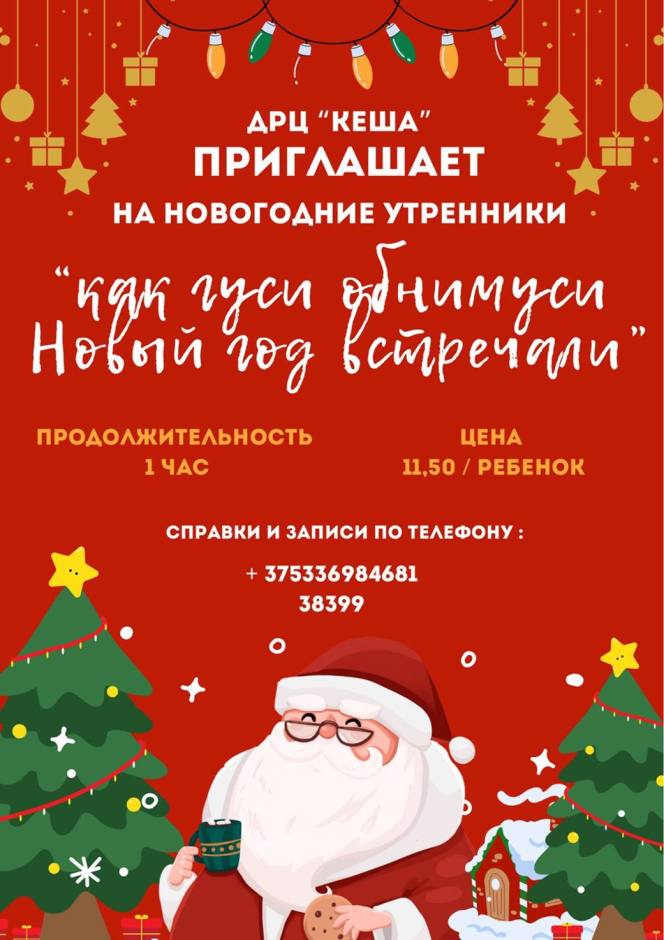 ДРЦ “КЕША”
ПРИГЛАШАЕТ
НА НОВОГОДНИЕ УТРЕННИКИ
“как гуси обнимуси
Новый год встречали”
ПРОДОЛЖИТЕЛЬНОСТЬ
1 ЧАС
ЦЕНА
11,50 / РЕБЕНОК
СПРАВКИ И ЗАПИСИ ПО ТЕЛЕФОНУ :
+ 375336984681
38399